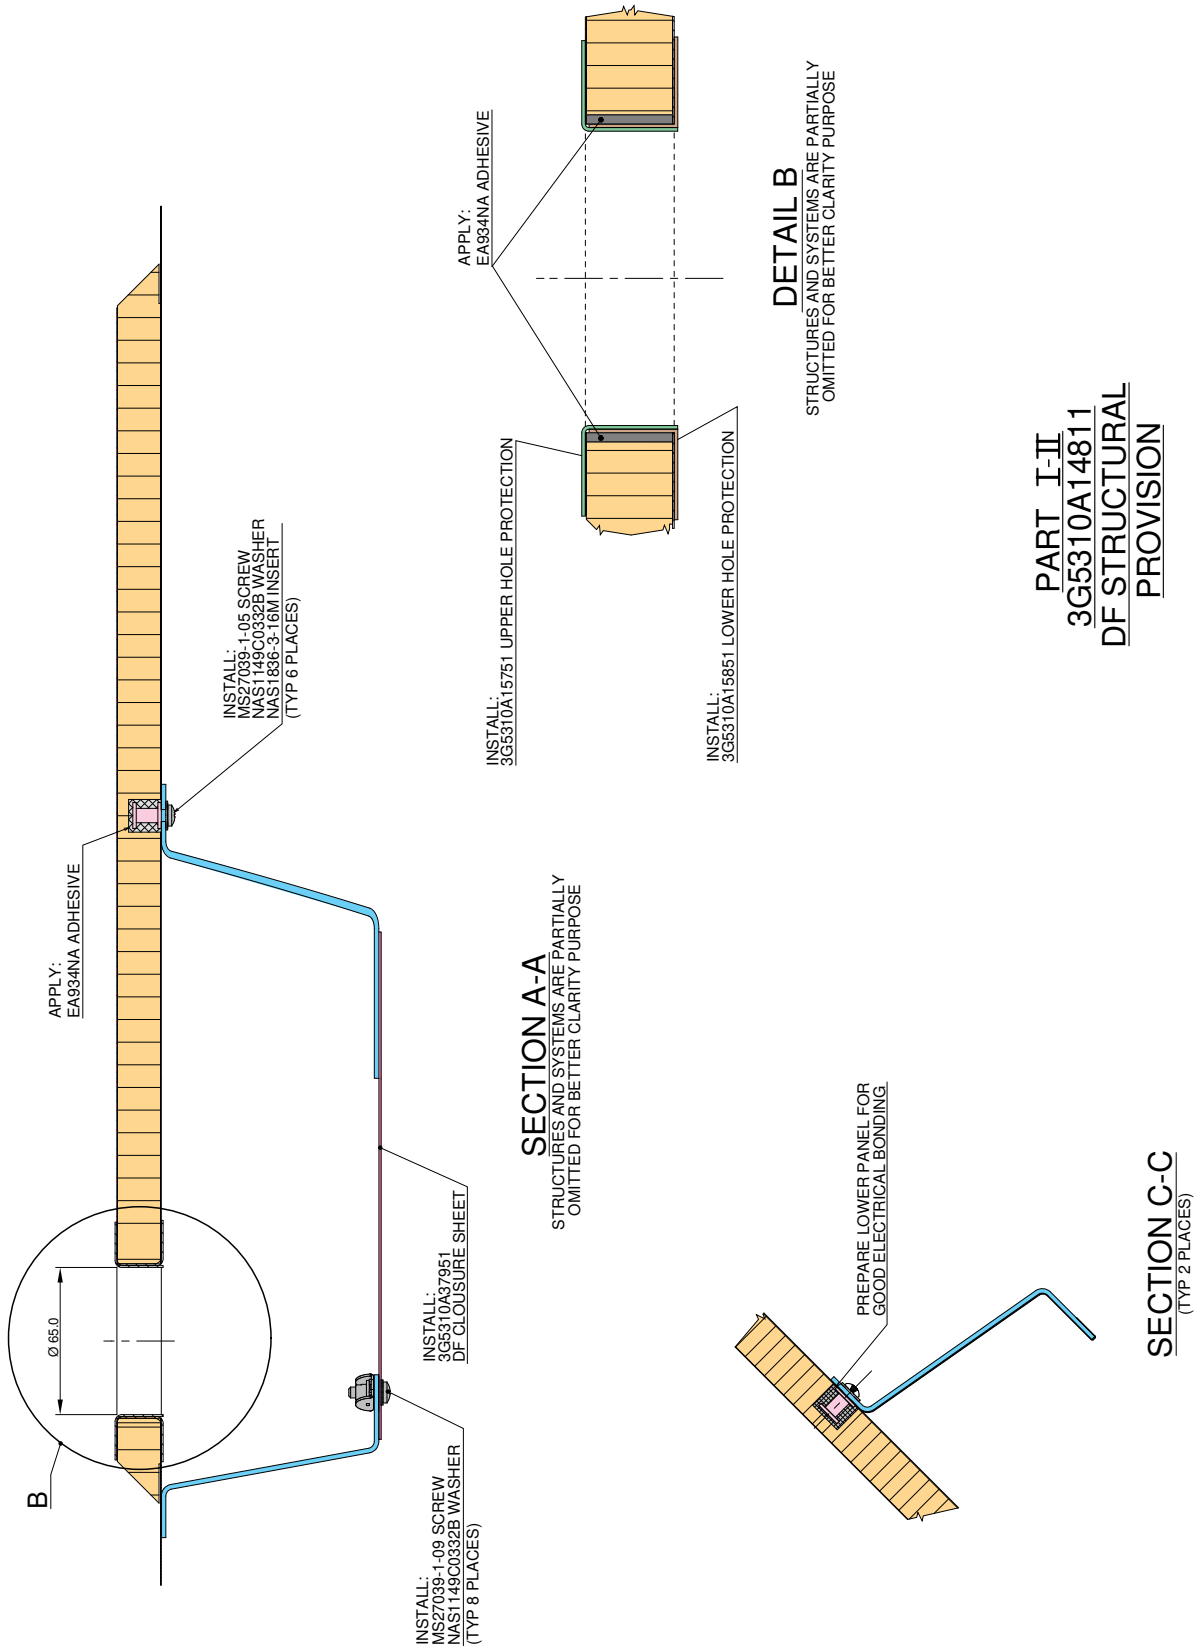 APPLY:
EA934NA ADHESIVE
INSTALL:
MS27039-1-05 SCREW
NAS1149C0332B WASHER
NAS1836-3-16M INSERT
(TYP 6 PLACES)
B
Ø 65.0
INSTALL:
3G5310A37951
DF CLOUSURE SHEET
INSTALL:
MS27039-1-09 SCREW
NAS1149C0332B WASHER
(TYP 8 PLACES)
SECTION A-A
STRUCTURES AND SYSTEMS ARE PARTIALLY
OMITTED FOR BETTER CLARITY PURPOSE
APPLY:
EA934NA ADHESIVE
INSTALL:
3G5310A15751 UPPER HOLE PROTECTION
INSTALL:
3G5310A15851 LOWER HOLE PROTECTION
DETAIL B
STRUCTURES AND SYSTEMS ARE PARTIALLY
OMITTED FOR BETTER CLARITY PURPOSE
PREPARE LOWER PANEL FOR
GOOD ELECTRICAL BONDING
SECTION C-C
(TYP 2 PLACES)
PART I-II
3G5310A14811
DF STRUCTURAL
PROVISION